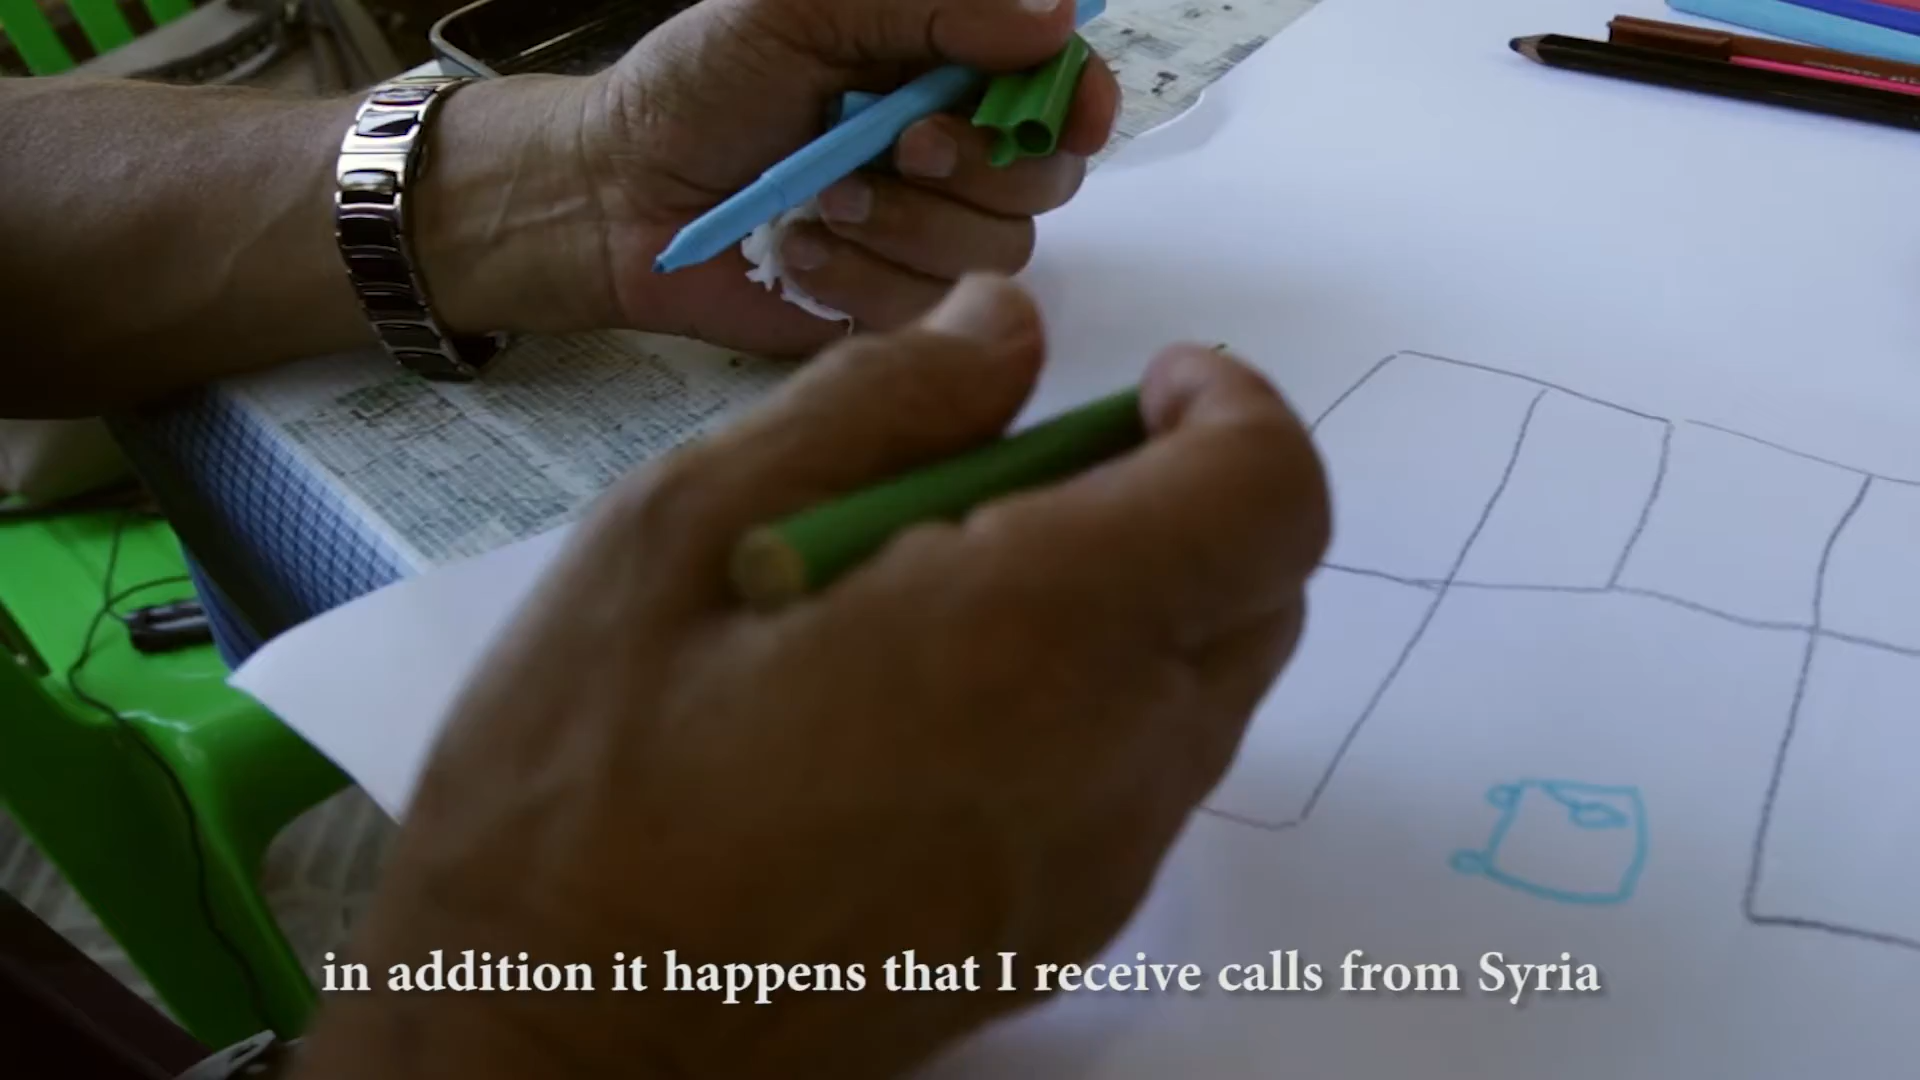 in addition it happens that I receive calls from Syria